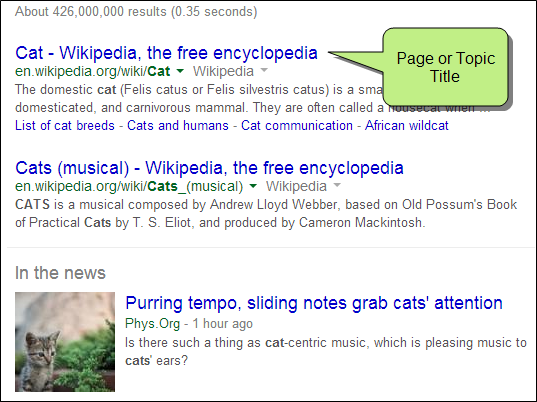 About 426,000,000 results (0.35 seconds)
Cat - Wikipedia, the free encyclopedia
Page or Topic
Title
en.wikipedia.org/wiki/Cat Wikipedia
The domestic cat (Felis catus or Felis silvestris catus) is a
domesticated, and carnivorous mammal. They are often called a housecat when ...
List of cat breeds - Cats and humans - Cat communication - African wildcat
Cats (musical) - Wikipedia, the free encyclopedia
en.wikipedia.org/wiki/Cats_(musical) Wikipedia
CATS is a musical composed by Andrew Lloyd Webber, based on Old Possum's Book
of Practical Cats by T. S. Eliot, and produced by Cameron Mackintosh.
In the news
Purring tempo, sliding notes grab cats' attention
Phys.Org - 1 hour ago
Is there such a thing as cat-centric music, which is pleasing music to
cats' ears?